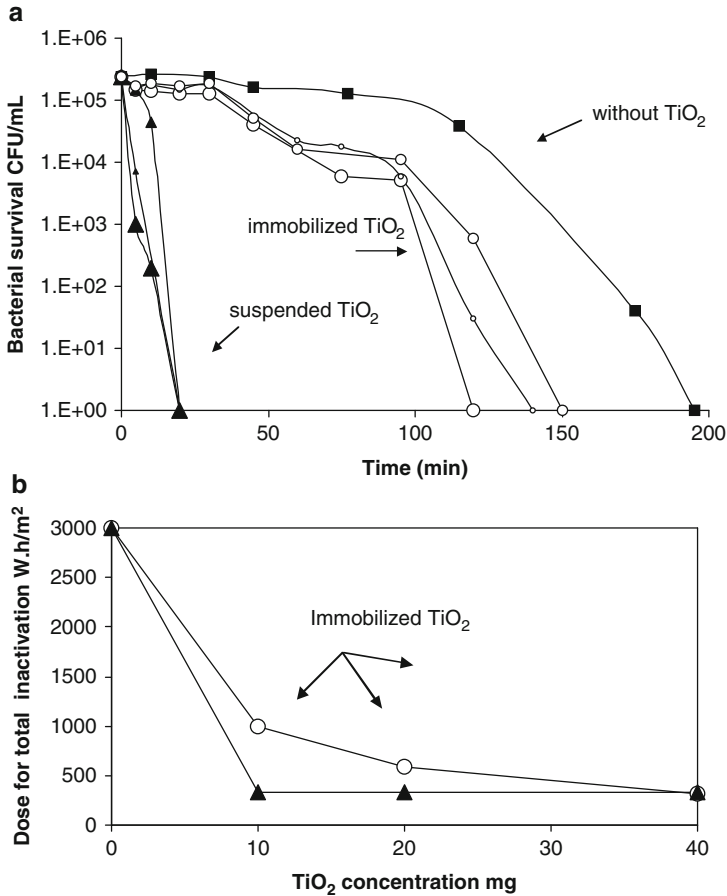 a
Bacterial survival CFU/mL
1.E+06
1.E+05
1.E+04
1.E+03
1.E+02
1.E+01
1.E+00
without TiO₂
immobilized TiO₂
suspended TiO₂
0 50 100 150 200
Time (min)
b
Dose for total inactivation W.h/m²
3000
2500
2000
1500
1000
500
0
Immobilized TiO₂
0 10 20 30 40
TiO₂ concentration mg